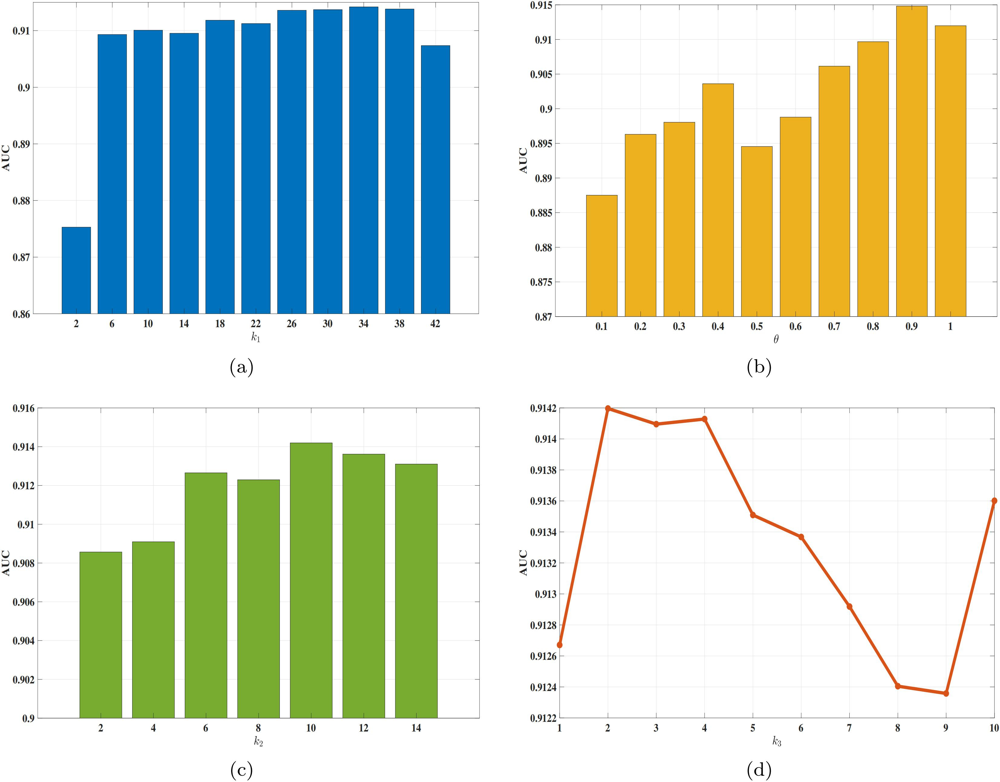 0.91
0.9
0.89
0.88
0.87
0.86
AUC
2 6 10 14 18 22 26 30 34 38 42
k₁
(a)
0.915
0.91
0.905
0.9
0.895
0.89
0.885
0.88
0.875
0.87
AUC
0.1 0.2 0.3 0.4 0.5 0.6 0.7 0.8 0.9 1
θ
(b)
0.916
0.914
0.912
0.91
0.908
0.906
0.904
0.902
0.9
AUC
2 4 6 8 10 12 14
k₂
(c)
0.9142
0.914
0.9138
0.9136
0.9134
0.9132
0.913
0.9128
0.9126
0.9124
0.9122
AUC
1 2 3 4 5 6 7 8 9 10
k₃
(d)